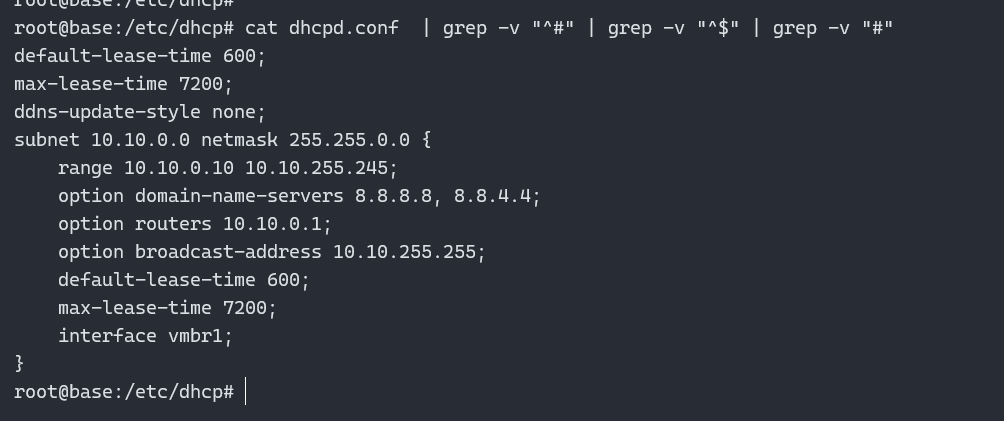 root@base:/etc/dhcp#
root@base:/etc/dhcp# cat dhcpd.conf  | grep -v "^#" | grep -v "^$" | grep -v "#"
default-lease-time 600;
max-lease-time 7200;
ddns-update-style none;
subnet 10.10.0.0 netmask 255.255.0.0 {
    range 10.10.0.10 10.10.255.245;
    option domain-name-servers 8.8.8.8, 8.8.4.4;
    option routers 10.10.0.1;
    option broadcast-address 10.10.255.255;
    default-lease-time 600;
    max-lease-time 7200;
    interface vmbr1;
}
root@base:/etc/dhcp#